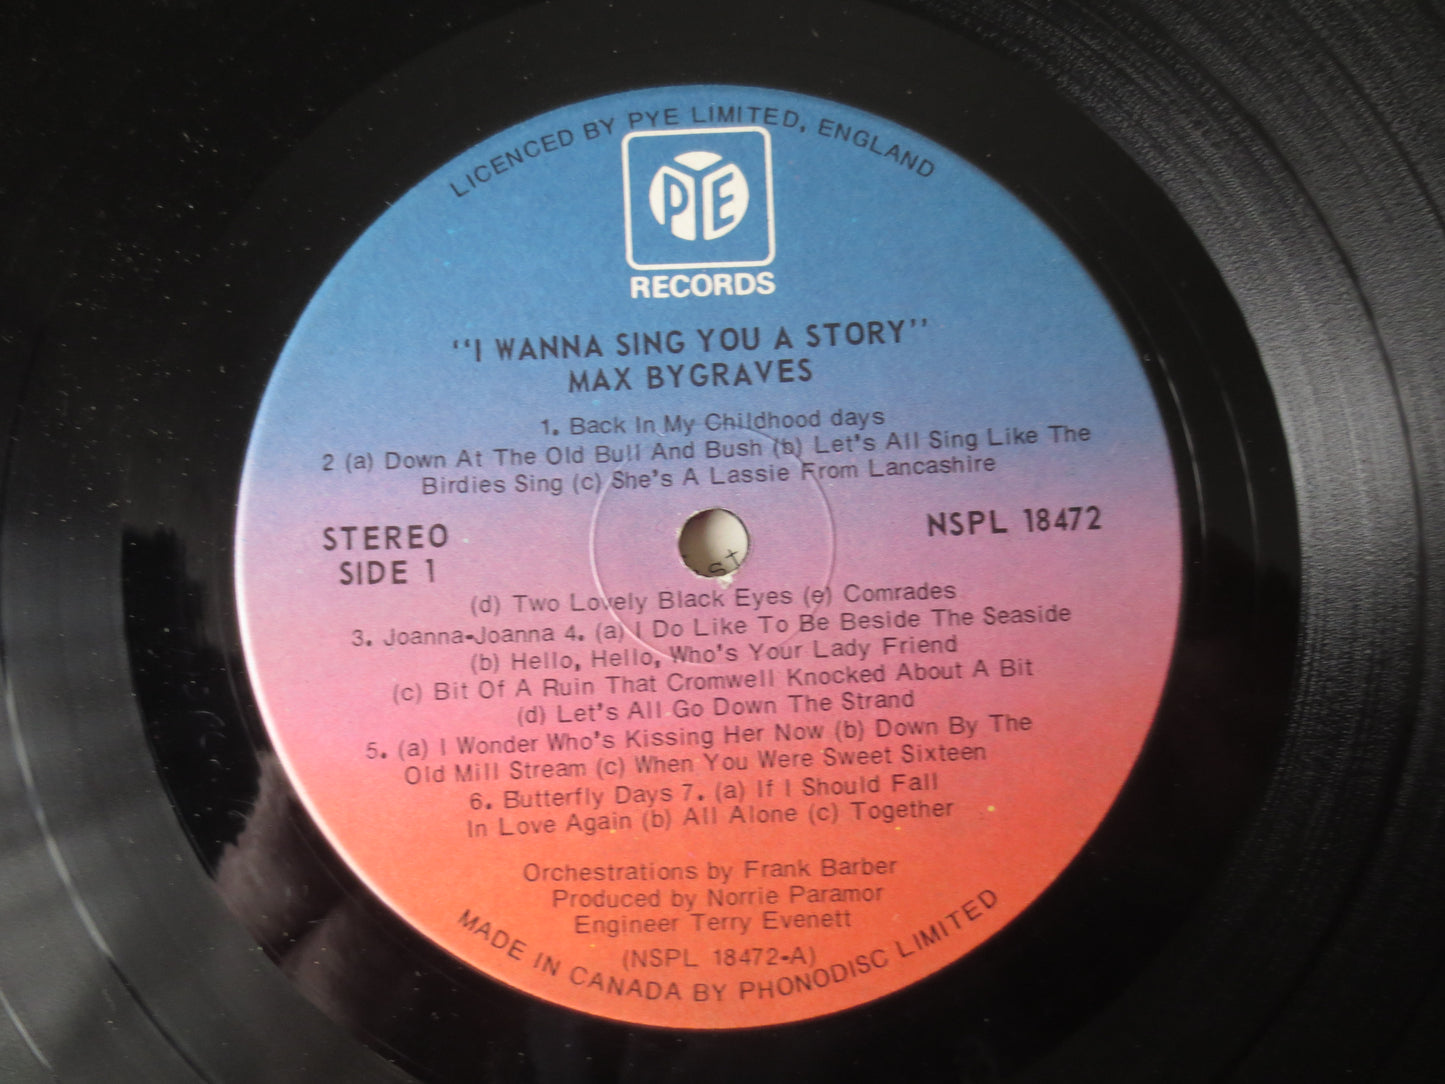 LICENCED BY PYE LIMITED, ENGLAND
PYE
RECORDS
"I WANNA SING YOU A STORY"
MAX BYGRAVES
1. Back In My Childhood days
2 (a) Down At The Old Bull And Bush (b) Let's All Sing Like The
Birdies Sing (c) She's A Lassie From Lancashire
STEREO
NSPL 18472
SIDE 1
(d) Two Lovely Black Eyes (e) Comrades
3. Joanna-Joanna 4. (a) I Do Like To Be Beside The Seaside
(b) Hello, Hello, Who's Your Lady Friend
(c) Bit Of A Ruin That Cromwell Knocked About A Bit
(d) Let's All Go Down The Strand
5. (a) I Wonder Who's Kissing Her Now (b) Down By The
Old Mill Stream (c) When You Were Sweet Sixteen
6. Butterfly Days 7. (a) If I Should Fall
In Love Again (b) All Alone (c) Together
Orchestrations by Frank Barber
Produced by Norrie Paramor
Engineer Terry Evenett
(NSPL 18472-A)
MADE IN CANADA BY PHONODISC LIMITED